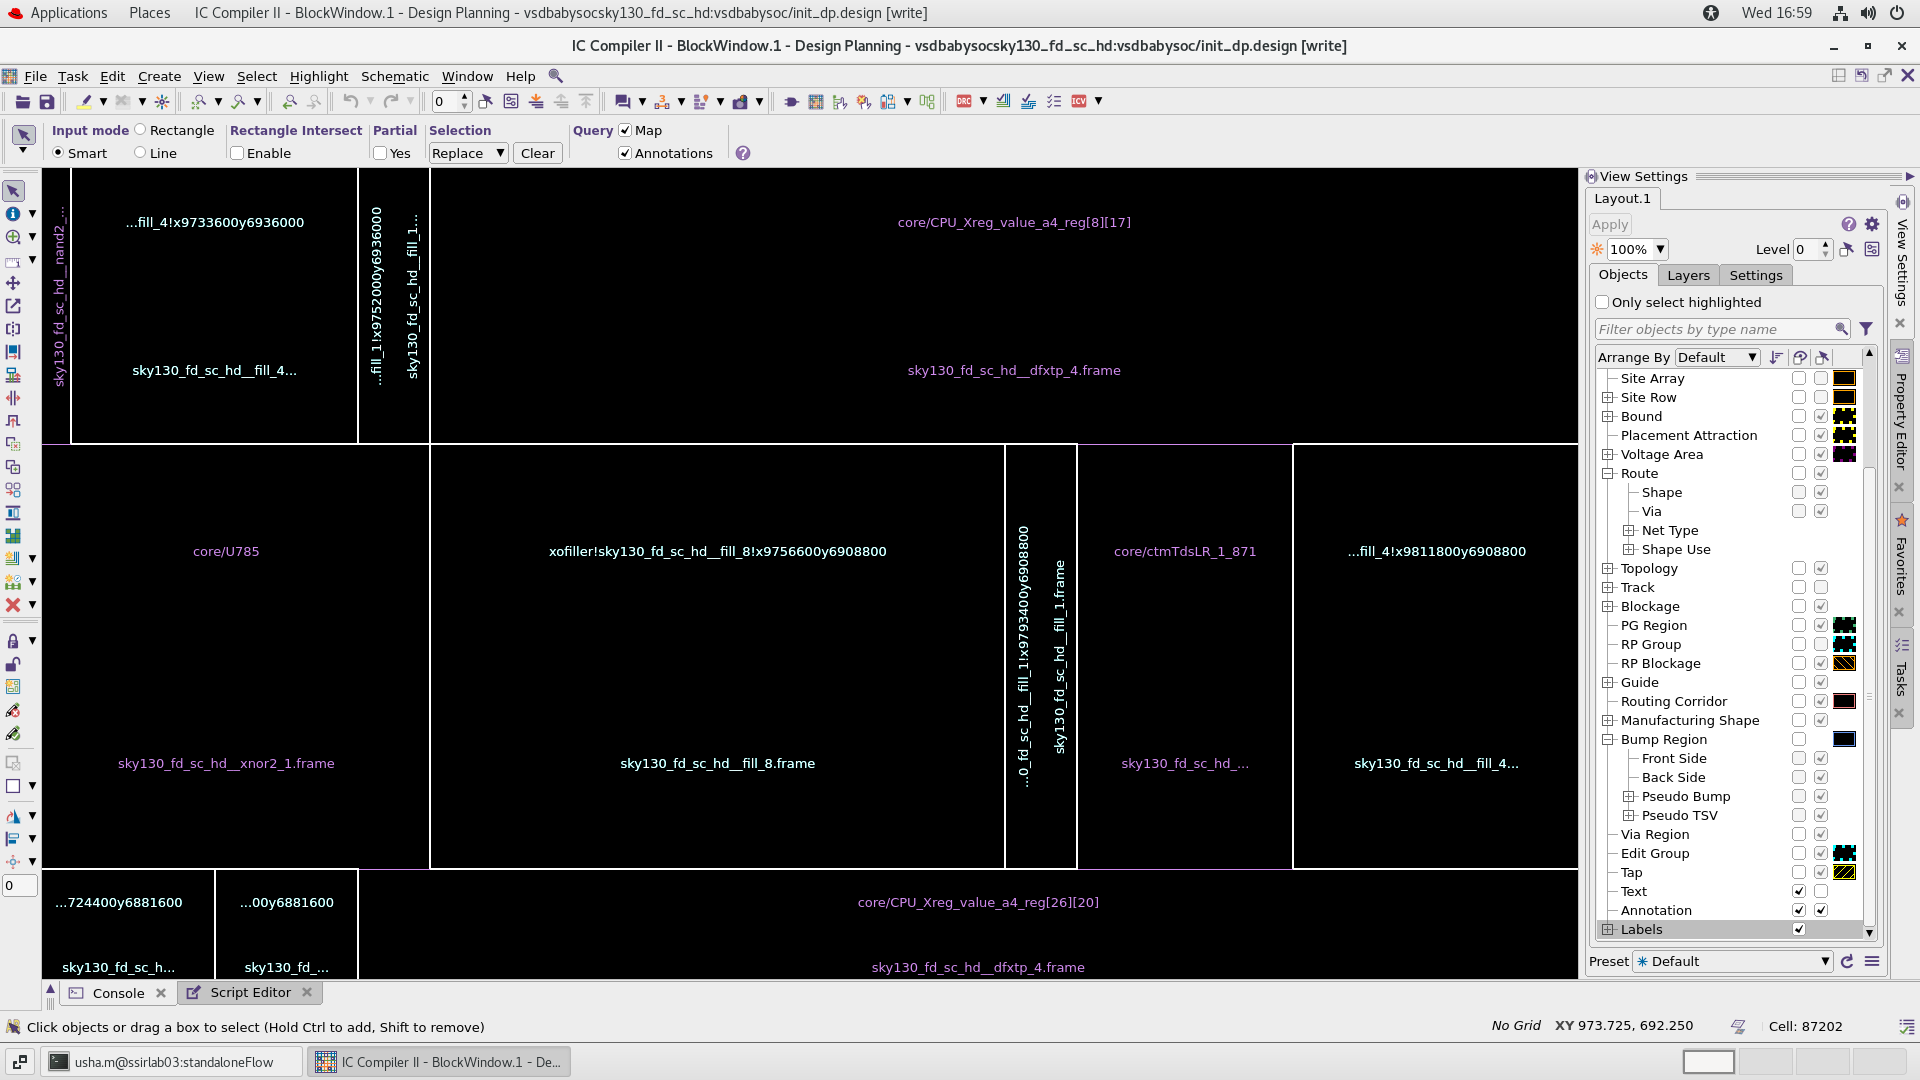 Applications Places IC Compiler II - BlockWindow.1 - Design Planning - vsdbabysocsky130_fd_sc_hd:vsdbabysoc/init_dp.design [write] Wed 16:59
IC Compiler II - BlockWindow.1 - Design Planning - vsdbabysocsky130_fd_sc_hd:vsdbabysoc/init_dp.design [write]
File Task Edit Create View Select Highlight Schematic Window Help
0 DRC ICV
Input mode Rectangle Rectangle Intersect Partial Selection Query Map
Smart Line Enable Yes Replace Clear Annotations
sky130_fd_sc_hd__nand2_...
...fill_4!x9733600y6936000
sky130_fd_sc_hd__fill_4...
...fill_1!x9752000y6936000
sky130_fd_sc_hd__fill_1...
core/CPU_Xreg_value_a4_reg[8][17]
sky130_fd_sc_hd__dfxtp_4.frame
core/U785
sky130_fd_sc_hd__xnor2_1.frame
xofiller!sky130_fd_sc_hd__fill_8!x9756600y6908800
sky130_fd_sc_hd__fill_8.frame
...0_fd_sc_hd__fill_1!x9793400y6908800
sky130_fd_sc_hd__fill_1.frame
core/ctmTdsLR_1_871
sky130_fd_sc_hd_...
...fill_4!x9811800y6908800
sky130_fd_sc_hd__fill_4...
...724400y6881600
sky130_fd_sc_h...
...00y6881600
sky130_fd_...
core/CPU_Xreg_value_a4_reg[26][20]
sky130_fd_sc_hd__dfxtp_4.frame
View Settings
Layout.1
Apply
100% Level 0
Objects Layers Settings
Only select highlighted
Filter objects by type name
Arrange By Default
Site Array
Site Row
Bound
Placement Attraction
Voltage Area
Route
Shape
Via
Net Type
Shape Use
Topology
Track
Blockage
PG Region
RP Group
RP Blockage
Guide
Routing Corridor
Manufacturing Shape
Bump Region
Front Side
Back Side
Pseudo Bump
Pseudo TSV
Via Region
Edit Group
Tap
Text
Annotation
Labels
Preset Default
View Settings
Property Editor
Favorites
Tasks
0
Console Script Editor
Click objects or drag a box to select (Hold Ctrl to add, Shift to remove) No Grid XY 973.725, 692.250 Cell: 87202
usha.m@ssirlab03:standaloneFlow IC Compiler II - BlockWindow.1 - De...